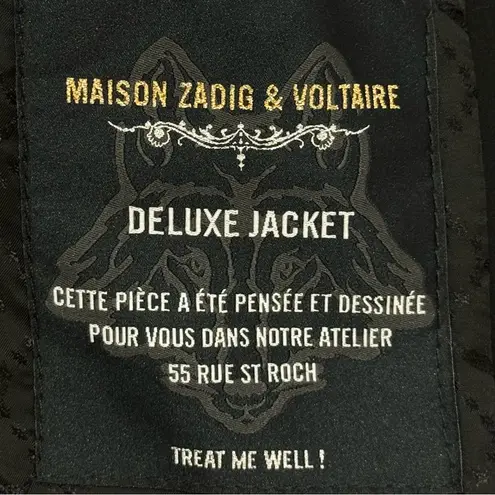 MAISON ZADIG & VOLTAIRE
DELUXE JACKET
CETTE PIÈCE A ÉTÉ PENSÉE ET DESSINÉE
POUR VOUS DANS NOTRE ATELIER
55 RUE ST ROCH
TREAT ME WELL !